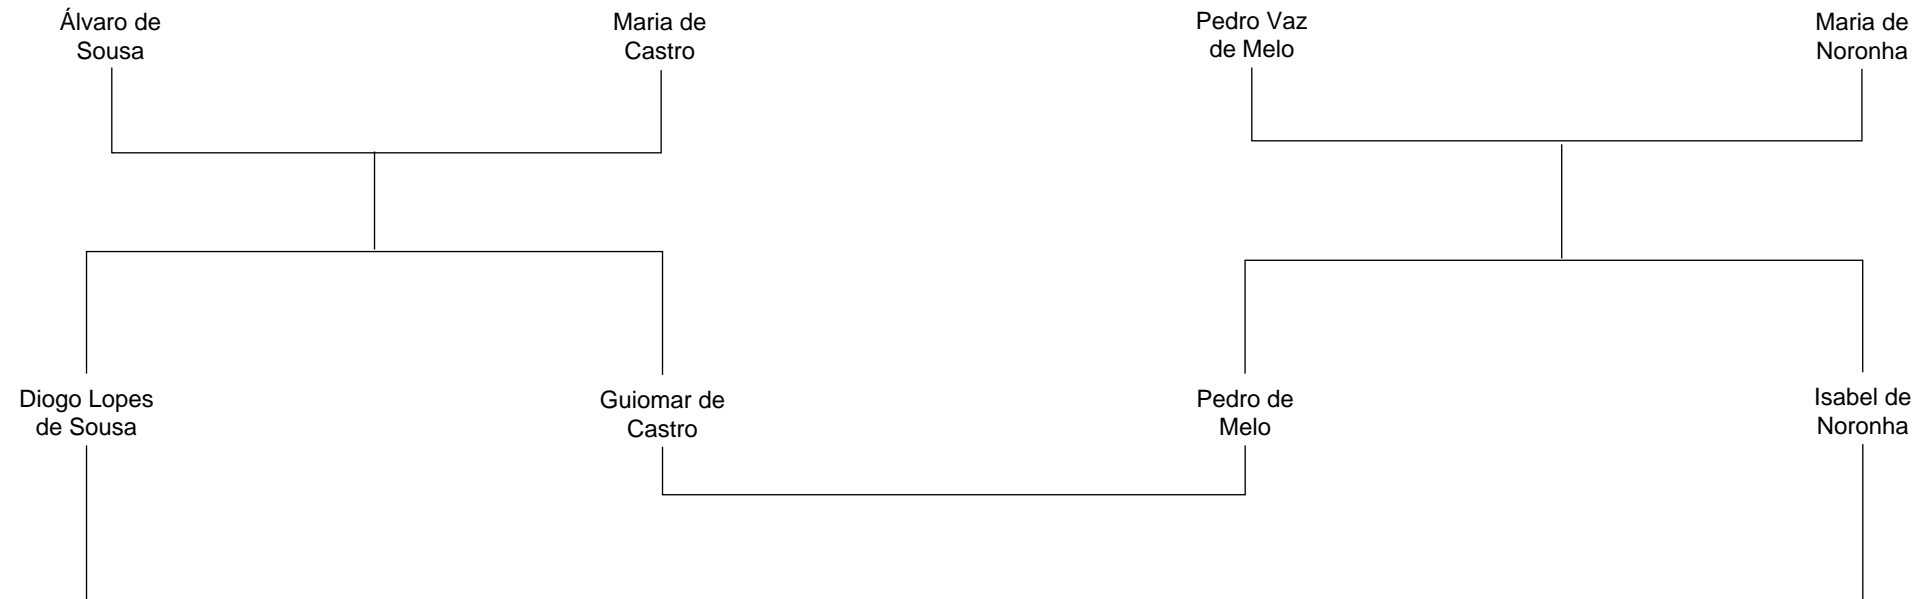 Álvaro de
Sousa
Maria de
Castro
Pedro Vaz
de Melo
Maria de
Noronha
Diogo Lopes
de Sousa
Guiomar de
Castro
Pedro de
Melo
Isabel de
Noronha